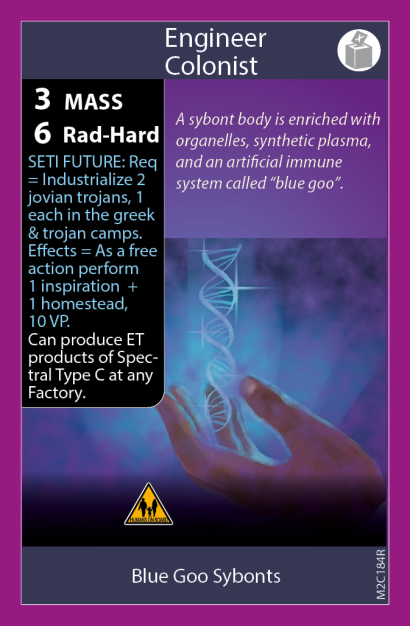 Engineer
Colonist
3 MASS
6 Rad-Hard
SETI FUTURE: Req
= Industrialize 2
jovian trojans, 1
each in the greek
& trojan camps.
Effects = As a free
action perform
1 inspiration +
1 homestead,
10 VP.
Can produce ET
products of Spec-
tral Type C at any
Factory.
A sybont body is enriched with
organelles, synthetic plasma,
and an artificial immune
system called “blue goo”.
HUMANS ON BOARD
Blue Goo Sybonts
M2C184R